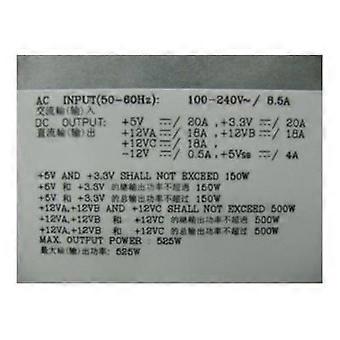 AC INPUT(50-60Hz): 100-240V~/ 8.5A
交流輸(输)入
DC OUTPUT: +5V ⎓/ 20A, +3.3V ⎓/ 20A
直流輸(输)出 +12VA ⎓/ 18A, +12VB ⎓/ 18A
+12VC ⎓/ 18A,
-12V ⎓/ 0.5A, +5VSB ⎓/ 4A
+5V AND +3.3V SHALL NOT EXCEED 150W
+5V 和 +3.3V 的總輸出功率不超過 150W
+5V 和 +3.3V 的总输出功率不超过 150W
+12VA,+12VB AND +12VC SHALL NOT EXCEED 500W
+12VA,+12VB 和 +12VC 的總輸出功率不超過 500W
+12VA,+12VB 和 +12VC 的总输出功率不超过 500W
MAX. OUTPUT POWER : 525W
最大輸(输)出功率: 525W